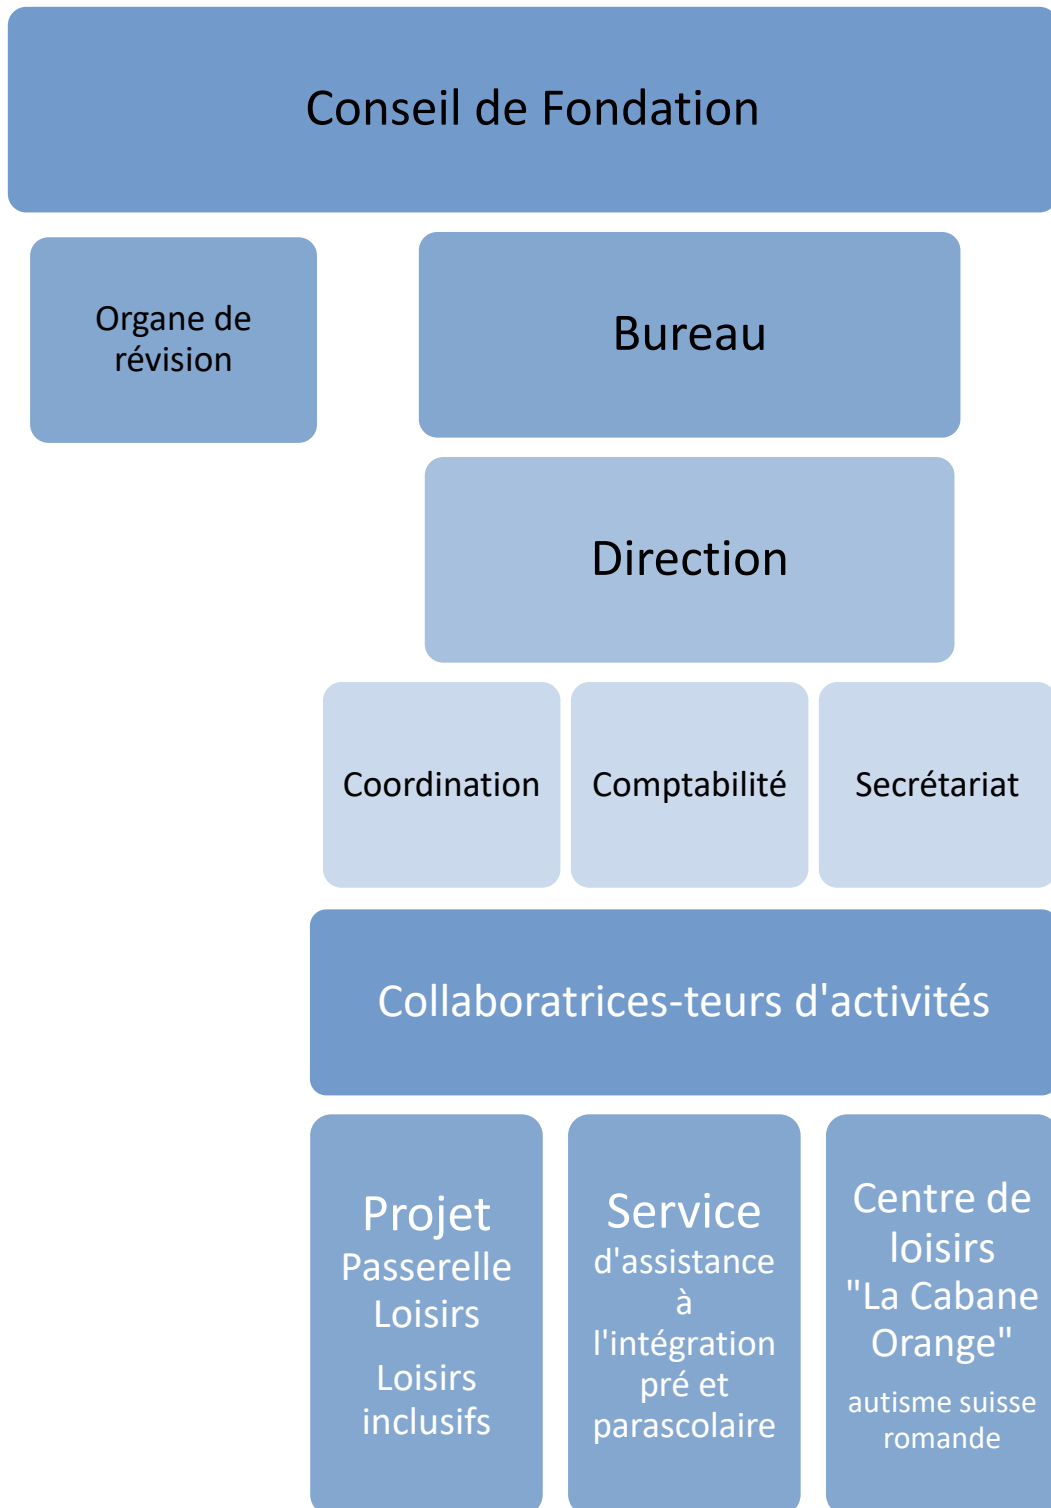 Conseil de Fondation
Organe de
révision
Bureau
Direction
Coordination
Comptabilité
Secrétariat
Collaboratrices-teurs d'activités
Projet
Passerelle
Loisirs
Loisirs
inclusifs
Service
d'assistance
à
l'intégration
pré et
parascolaire
Centre de
loisirs
"La Cabane
Orange"
autisme suisse
romande